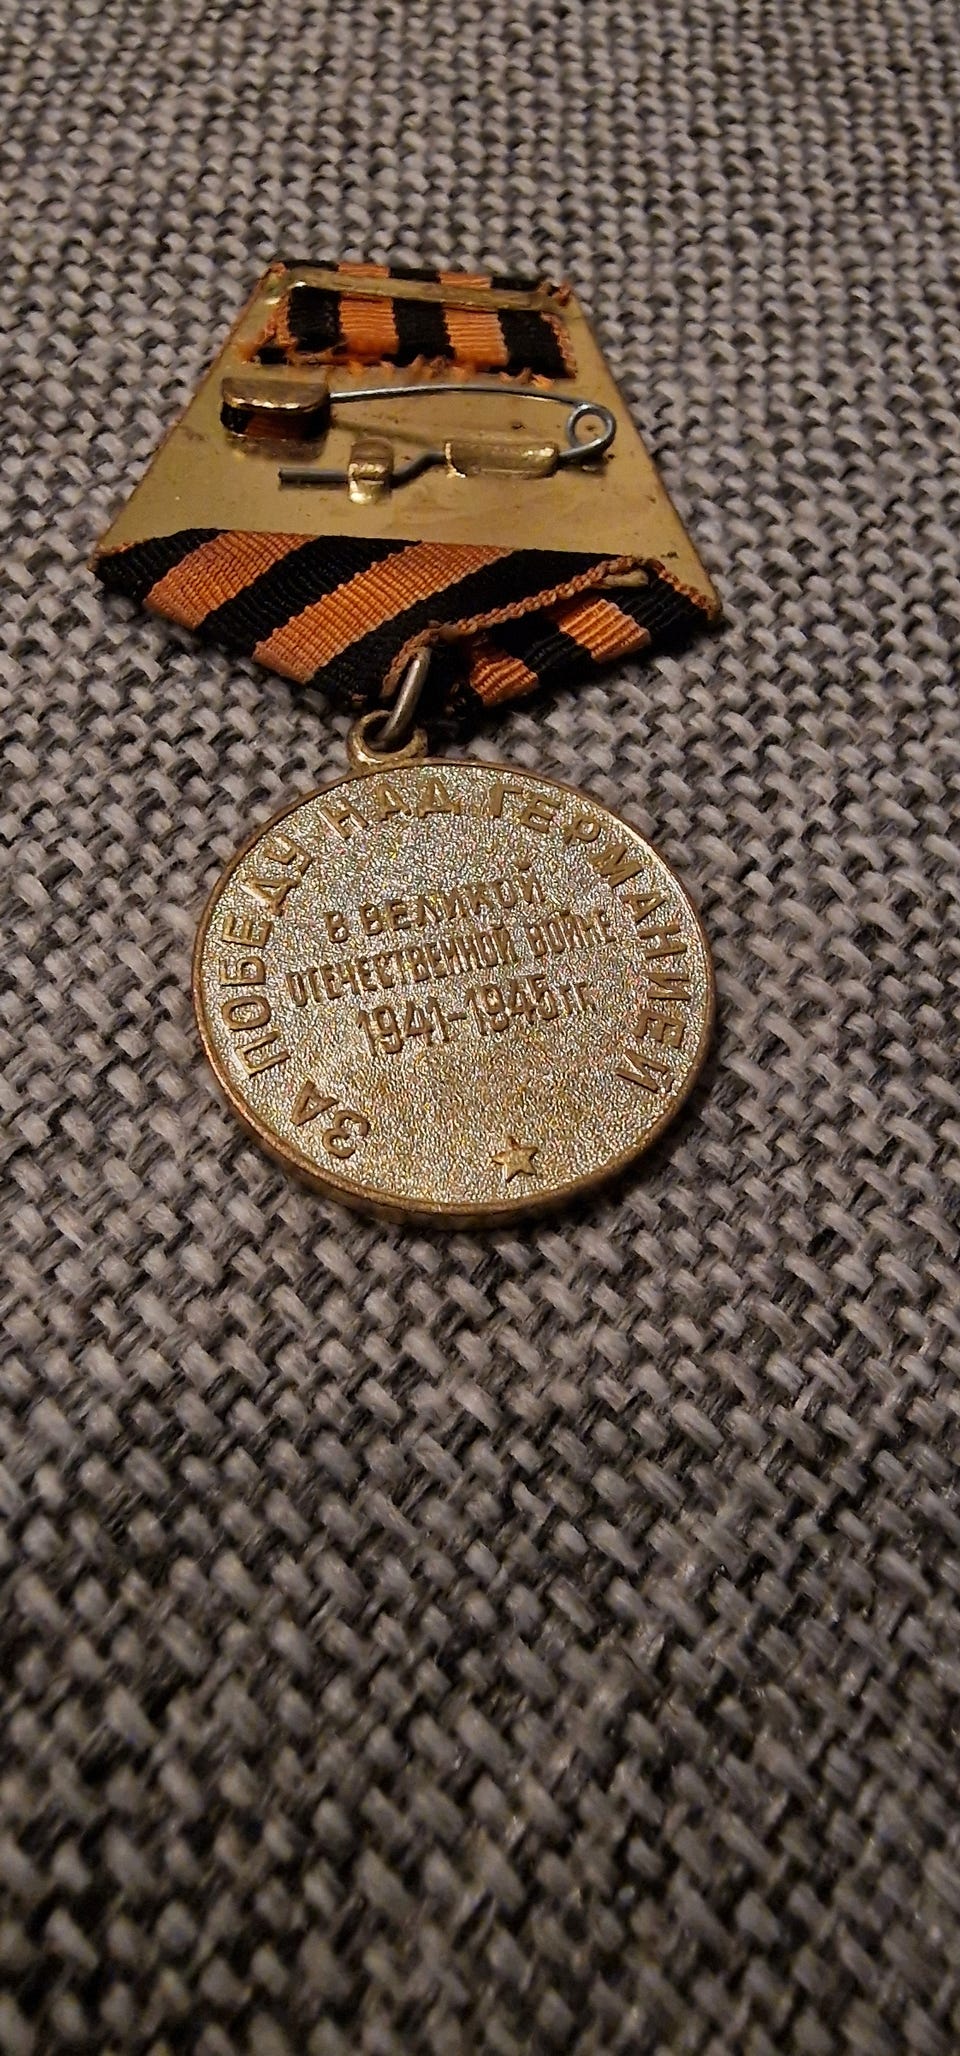 ЗА ПОБЕДУ НАД ГЕРМАНИЕЙ
В ВЕЛИКОЙ
ОТЕЧЕСТВЕННОЙ ВОЙНЕ
1941-1945 гг.